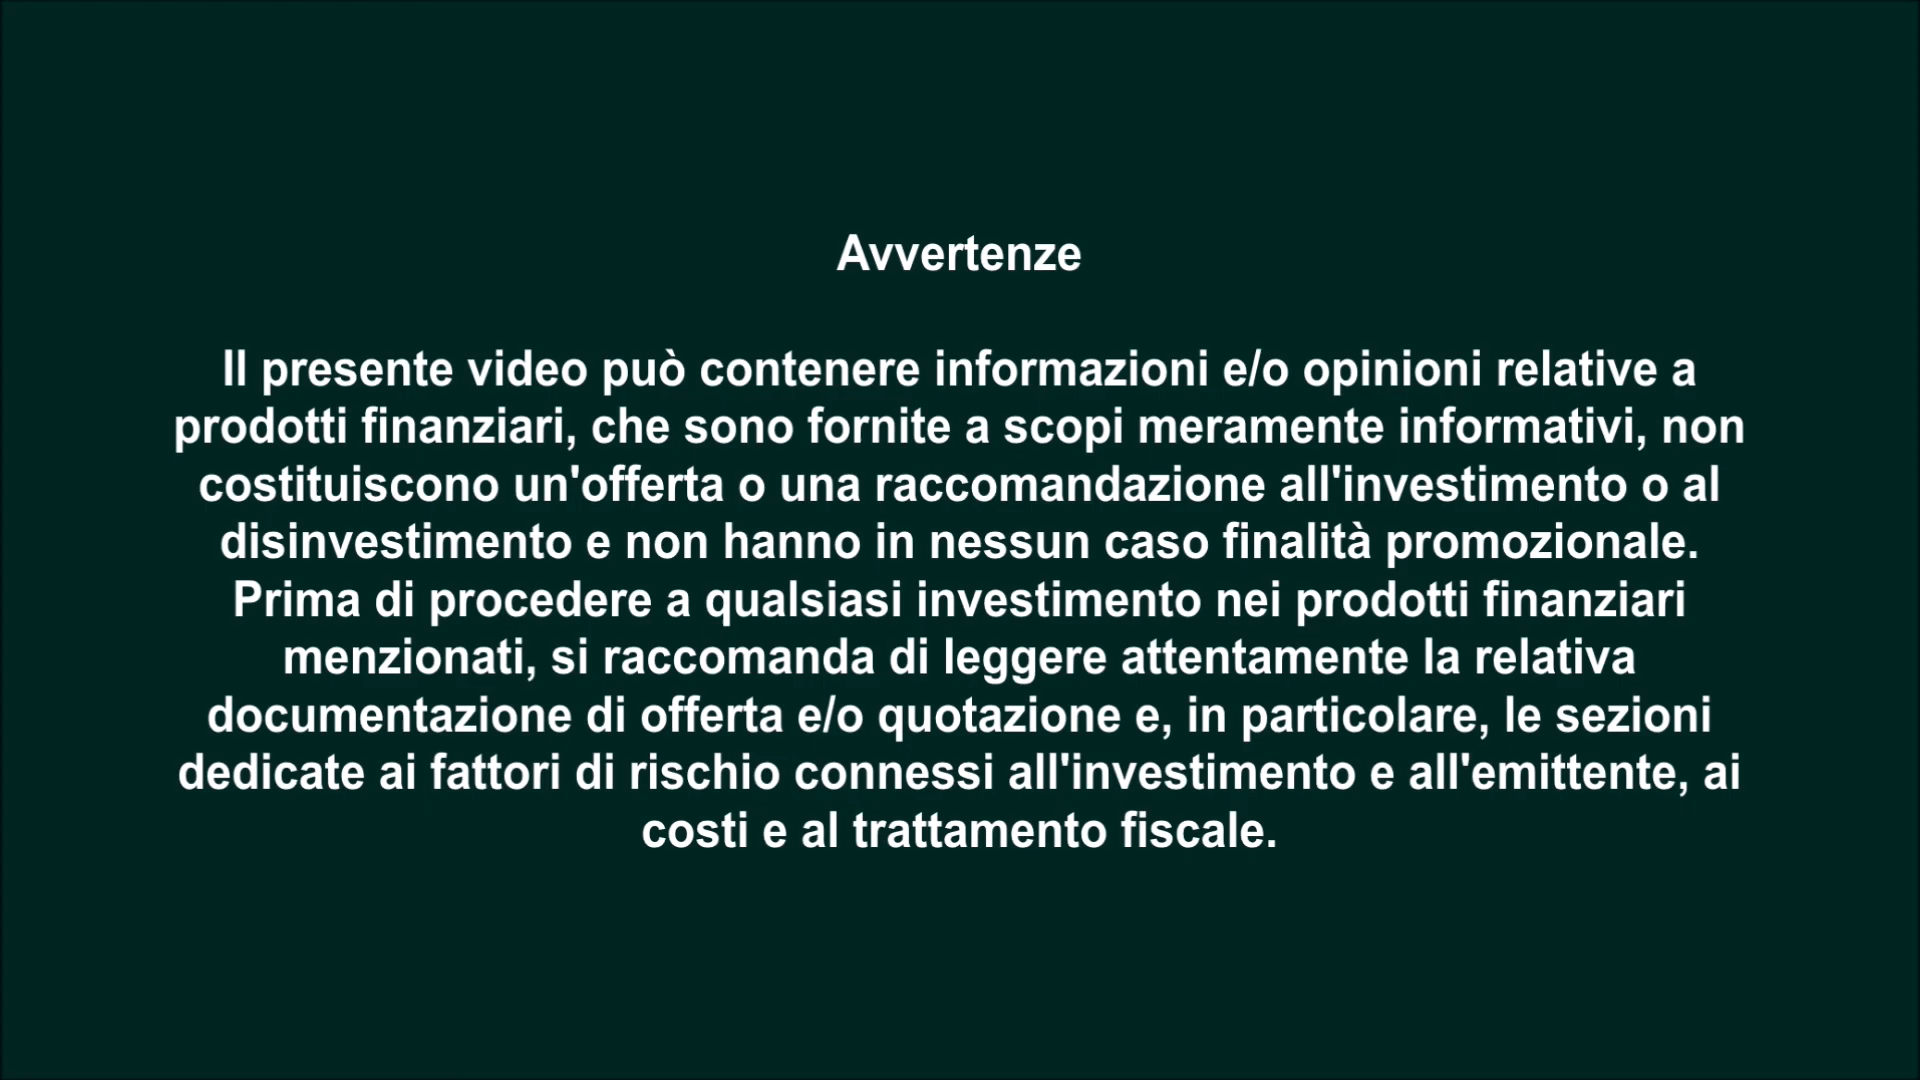 Avvertenze
Il presente video può contenere informazioni e/o opinioni relative a
prodotti finanziari, che sono fornite a scopi meramente informativi, non
costituiscono un'offerta o una raccomandazione all'investimento o al
disinvestimento e non hanno in nessun caso finalità promozionale.
Prima di procedere a qualsiasi investimento nei prodotti finanziari
menzionati, si raccomanda di leggere attentamente la relativa
documentazione di offerta e/o quotazione e, in particolare, le sezioni
dedicate ai fattori di rischio connessi all'investimento e all'emittente, ai
costi e al trattamento fiscale.